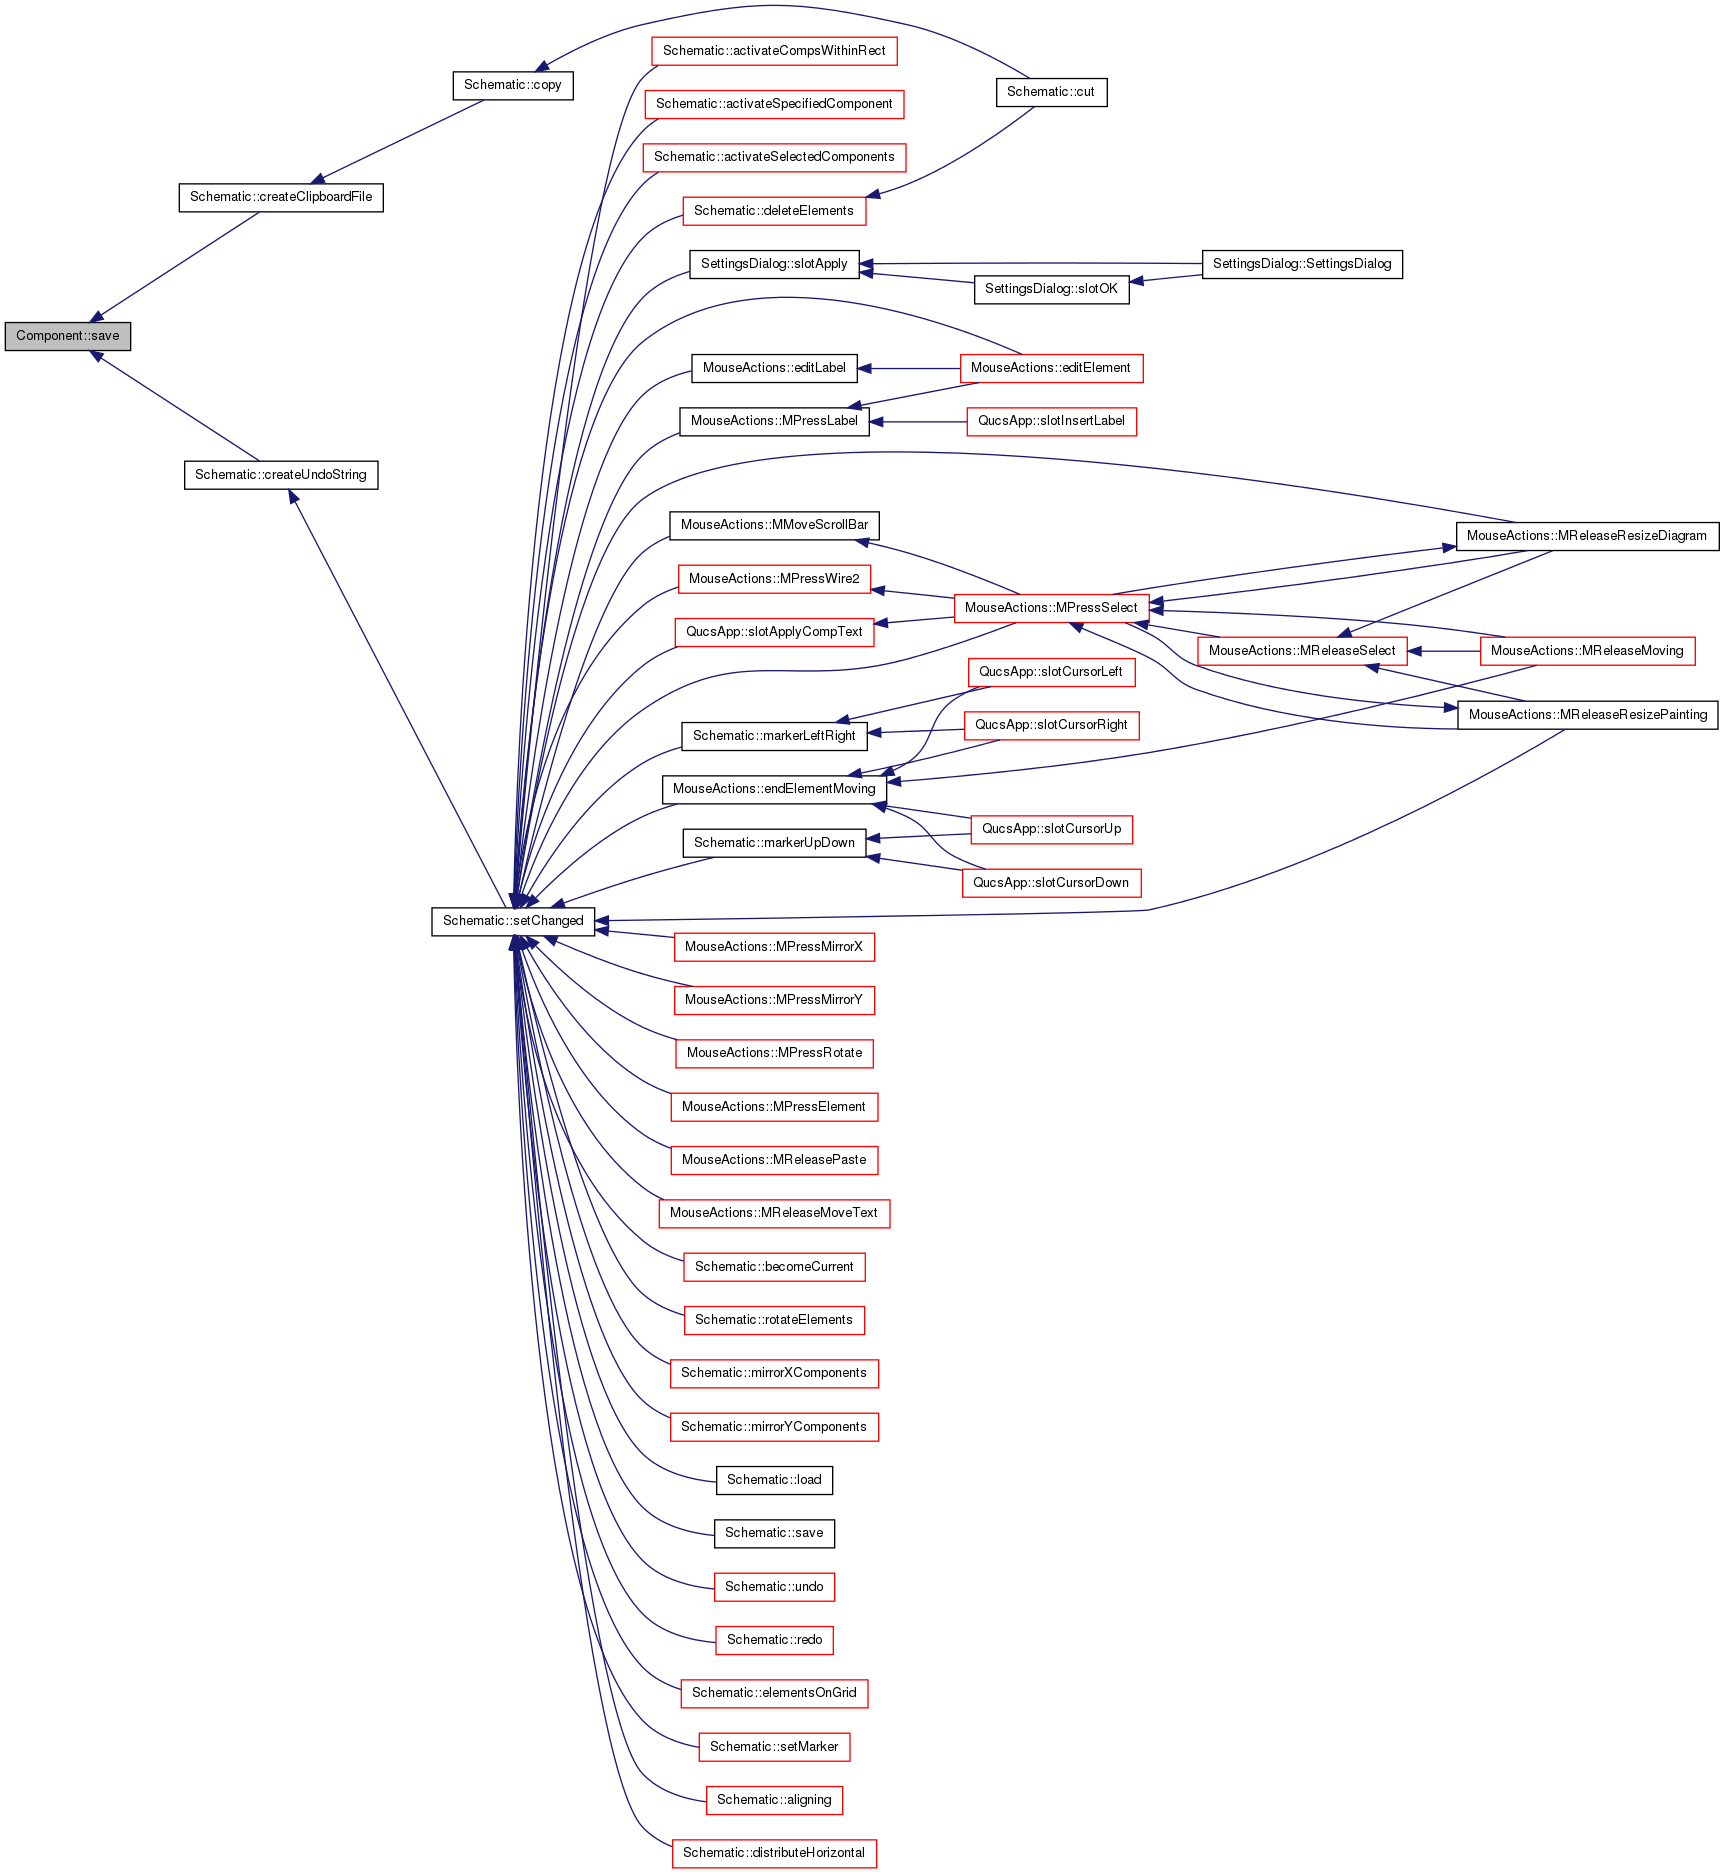 Schematic::activateCompsWithinRect
Schematic::copy
Schematic::cut
Schematic::activateSpecifiedComponent
Schematic::activateSelectedComponents
Schematic::createClipboardFile
Schematic::deleteElements
SettingsDialog::slotApply
SettingsDialog::SettingsDialog
SettingsDialog::slotOK
Component::save
MouseActions::editLabel
MouseActions::editElement
MouseActions::MPressLabel
QucsApp::slotInsertLabel
Schematic::createUndoString
MouseActions::MMoveScrollBar
MouseActions::MReleaseResizeDiagram
MouseActions::MPressWire2
MouseActions::MPressSelect
QucsApp::slotApplyCompText
MouseActions::MReleaseSelect
MouseActions::MReleaseMoving
QucsApp::slotCursorLeft
MouseActions::MReleaseResizePainting
QucsApp::slotCursorRight
Schematic::markerLeftRight
MouseActions::endElementMoving
QucsApp::slotCursorUp
Schematic::markerUpDown
QucsApp::slotCursorDown
Schematic::setChanged
MouseActions::MPressMirrorX
MouseActions::MPressMirrorY
MouseActions::MPressRotate
MouseActions::MPressElement
MouseActions::MReleasePaste
MouseActions::MReleaseMoveText
Schematic::becomeCurrent
Schematic::rotateElements
Schematic::mirrorXComponents
Schematic::mirrorYComponents
Schematic::load
Schematic::save
Schematic::undo
Schematic::redo
Schematic::elementsOnGrid
Schematic::setMarker
Schematic::aligning
Schematic::distributeHorizontal